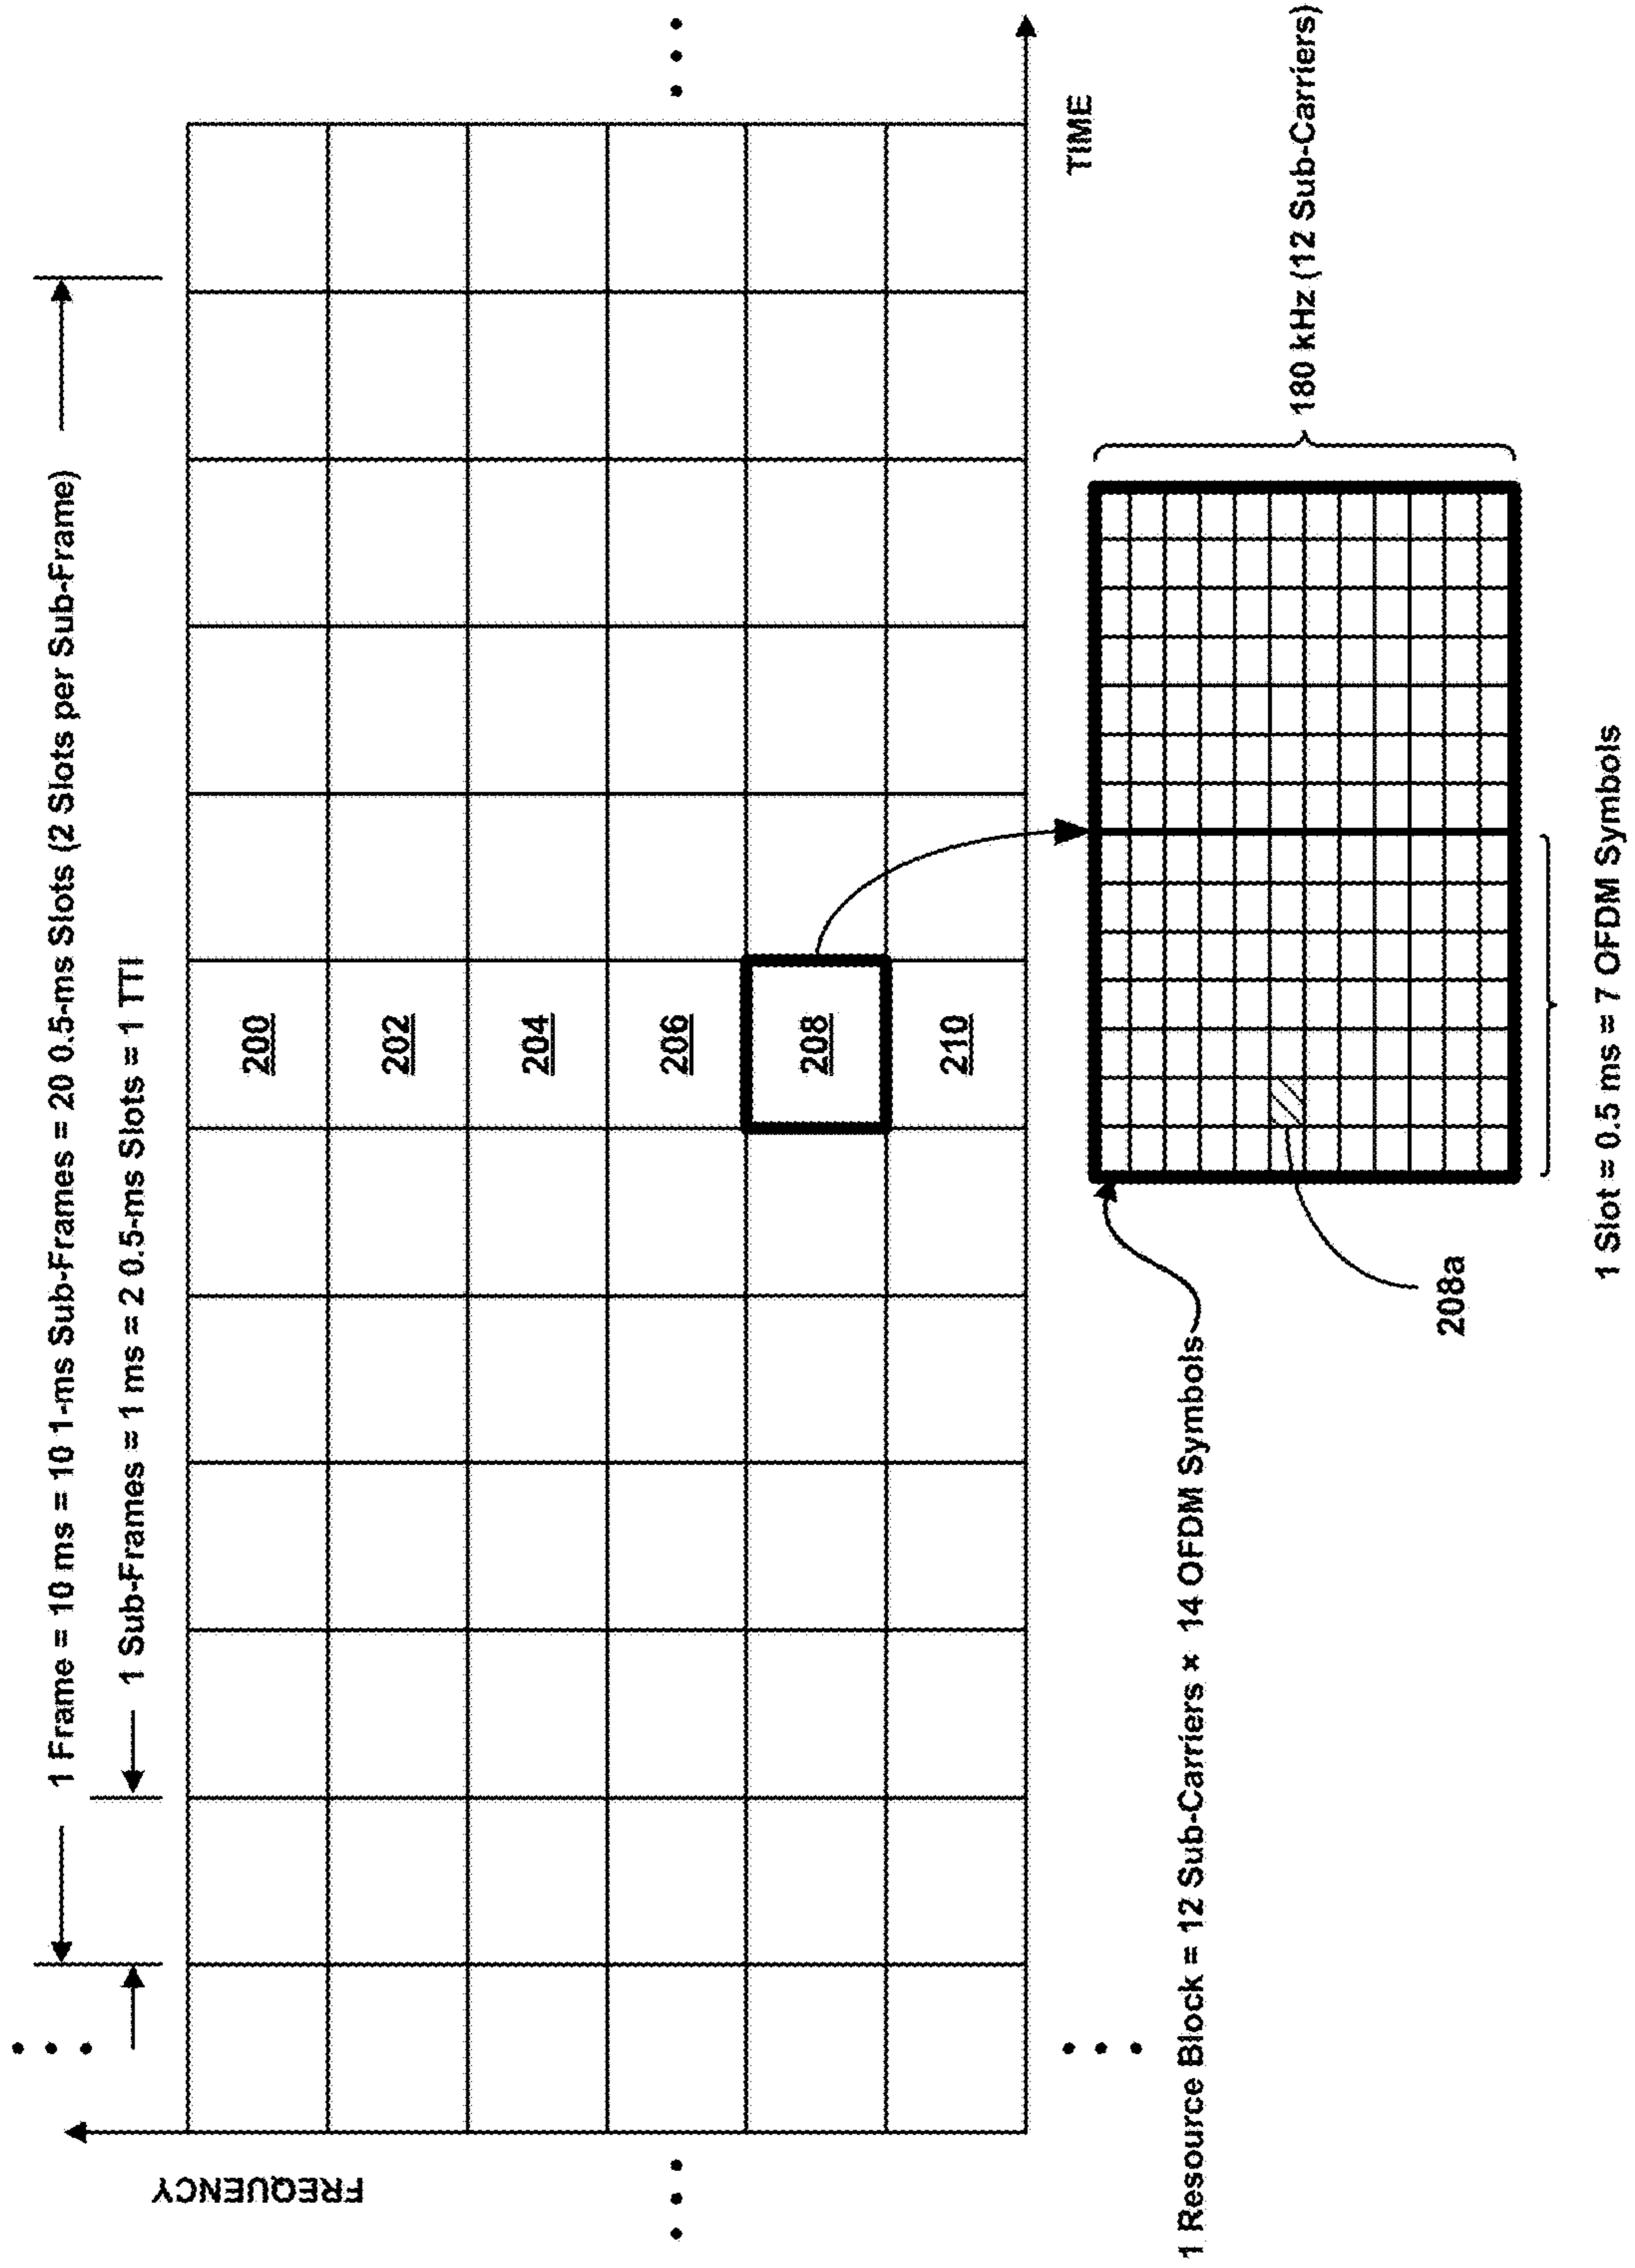 1 Frame = 10 ms = 10 1-ms Sub-Frames = 20 0.5-ms Slots (2 Slots per Sub-Frame)
1 Sub-Frames = 1 ms = 2 0.5-ms Slots = 1 TTI
FREQUENCY
200
202
204
206
208
210
TIME
1 Resource Block = 12 Sub-Carriers × 14 OFDM Symbols
180 kHz (12 Sub-Carriers)
208a
1 Slot = 0.5 ms = 7 OFDM Symbols